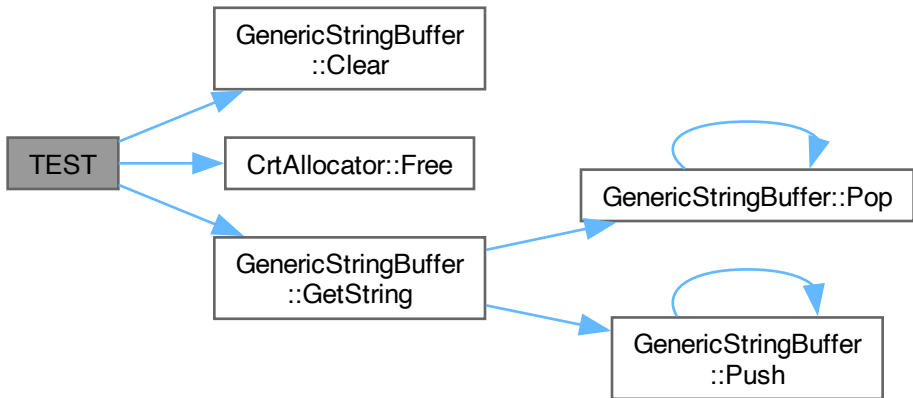 GenericStringBuffer
::Clear
TEST
CrtAllocator::Free
GenericStringBuffer::Pop
GenericStringBuffer
::GetString
GenericStringBuffer
::Push